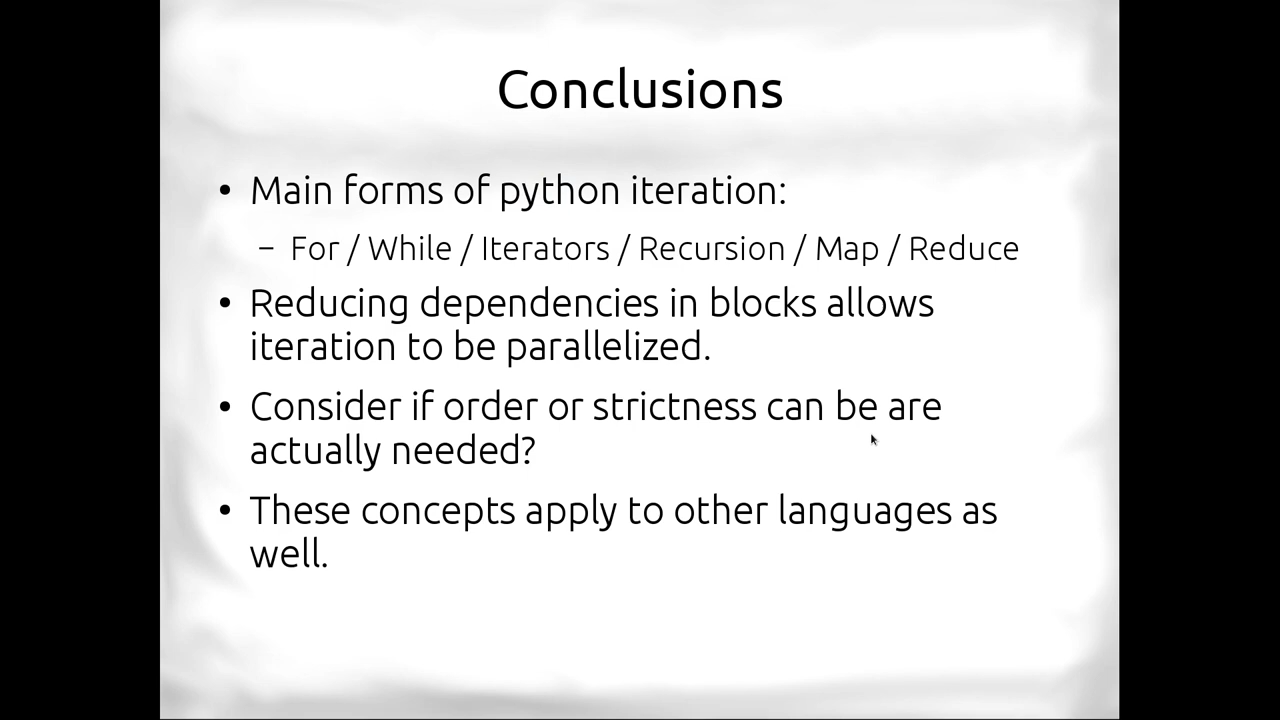 Conclusions
• Main forms of python iteration:
– For / While / Iterators / Recursion / Map / Reduce
• Reducing dependencies in blocks allows
iteration to be parallelized.
• Consider if order or strictness can be are
actually needed?
• These concepts apply to other languages as
well.